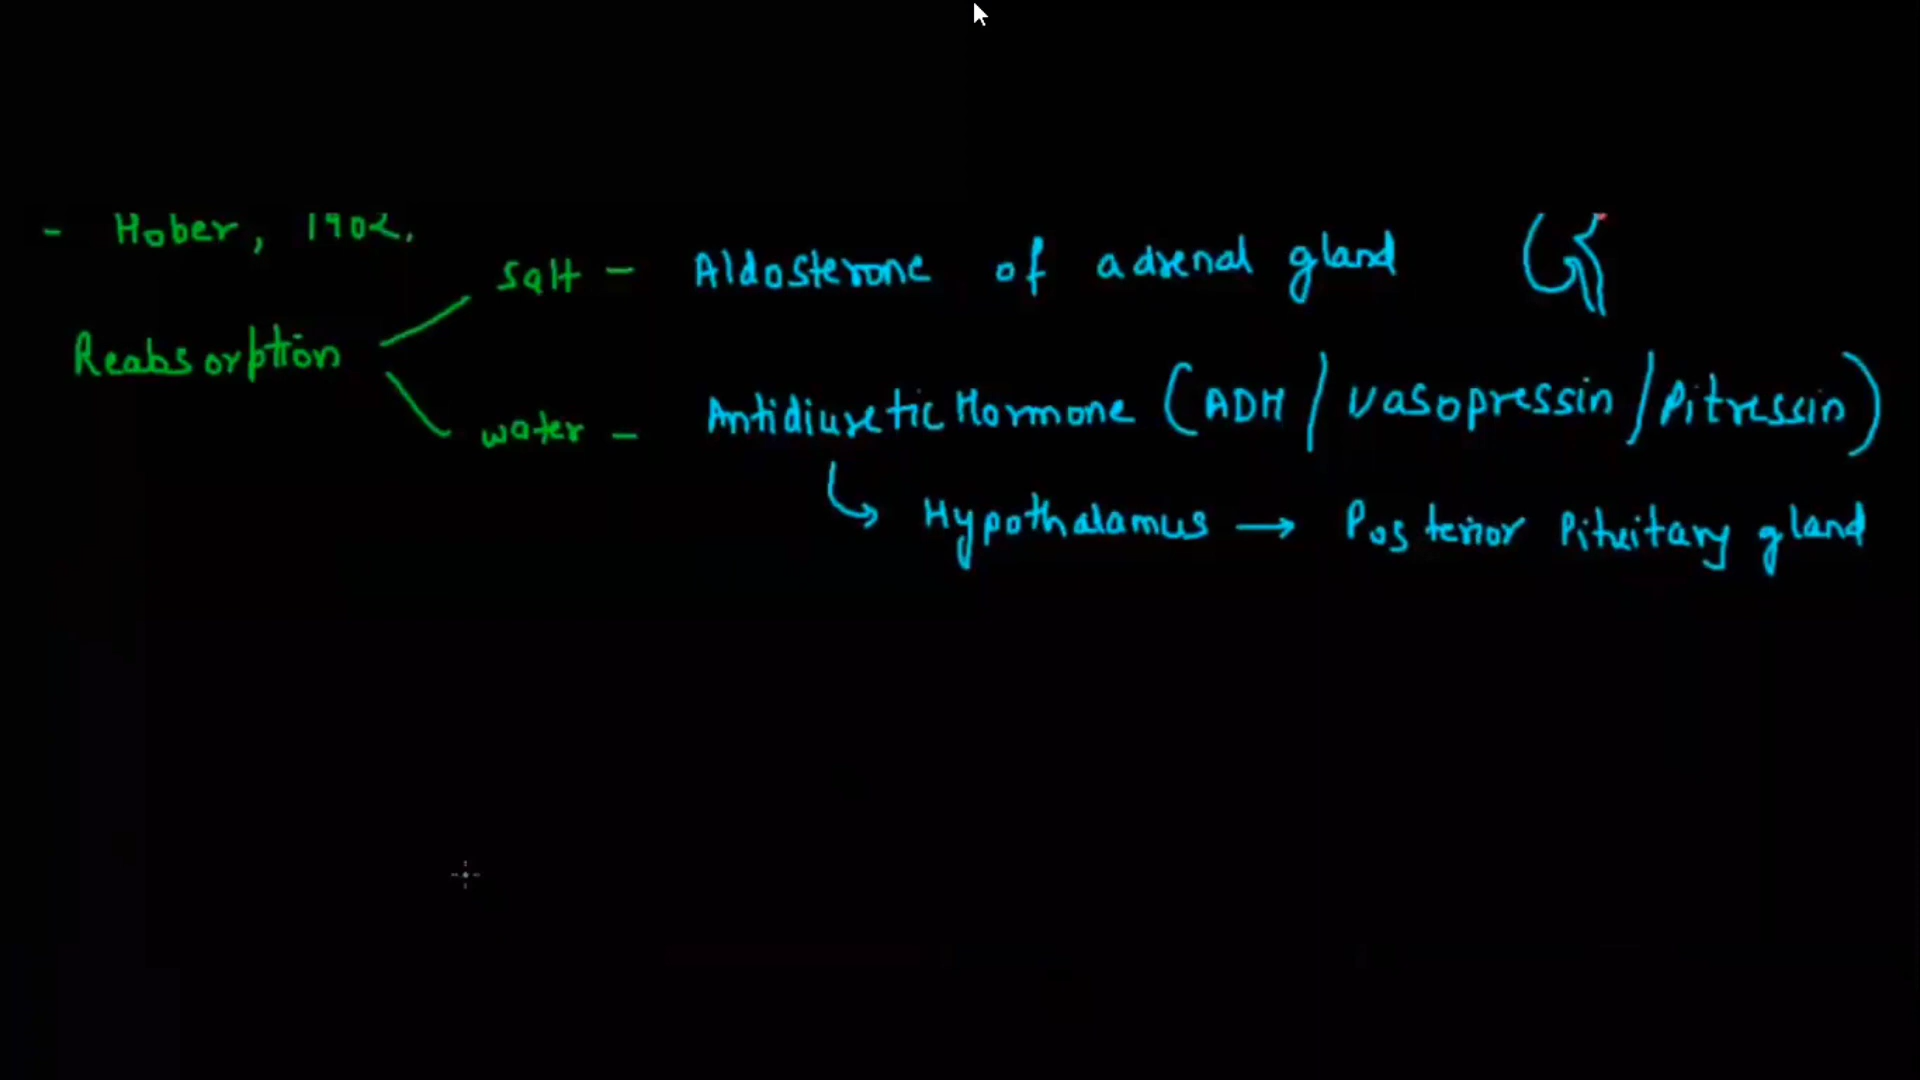 - Hober, 1902.
salt - Aldosterone of adrenal gland
Reabsorption
water - Antidiuretic Hormone (ADH / Vasopressin / Pitressin)
Hypothalamus → Posterior Pituitary gland